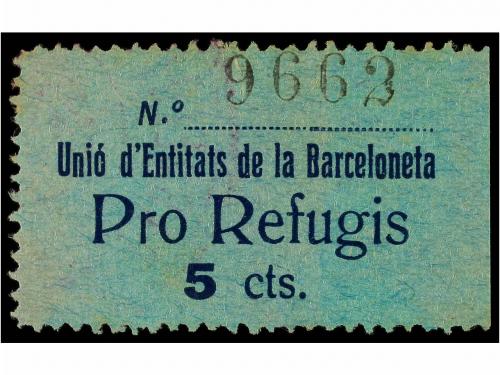 9662
N.º
Unió d'Entitats de la Barceloneta
Pro Refugis
5 cts.